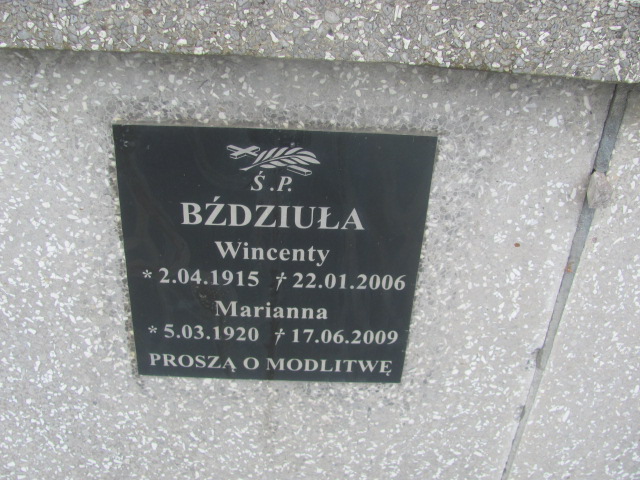 Ś.P.
BŹDZIUŁA
Wincenty
* 2.04.1915 † 22.01.2006
Marianna
* 5.03.1920 † 17.06.2009
PROSZĄ O MODLITWĘ